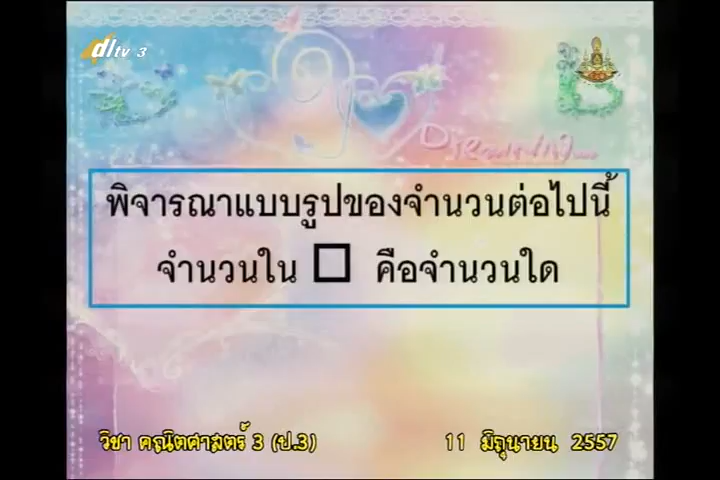 dltv 3
Dreaming...
พิจารณาแบบรูปของจำนวนต่อไปนี้
จำนวนใน □ คือจำนวนใด
วิชา คณิตศาสตร์ 3 (ป.3)
11 มิถุนายน 2557